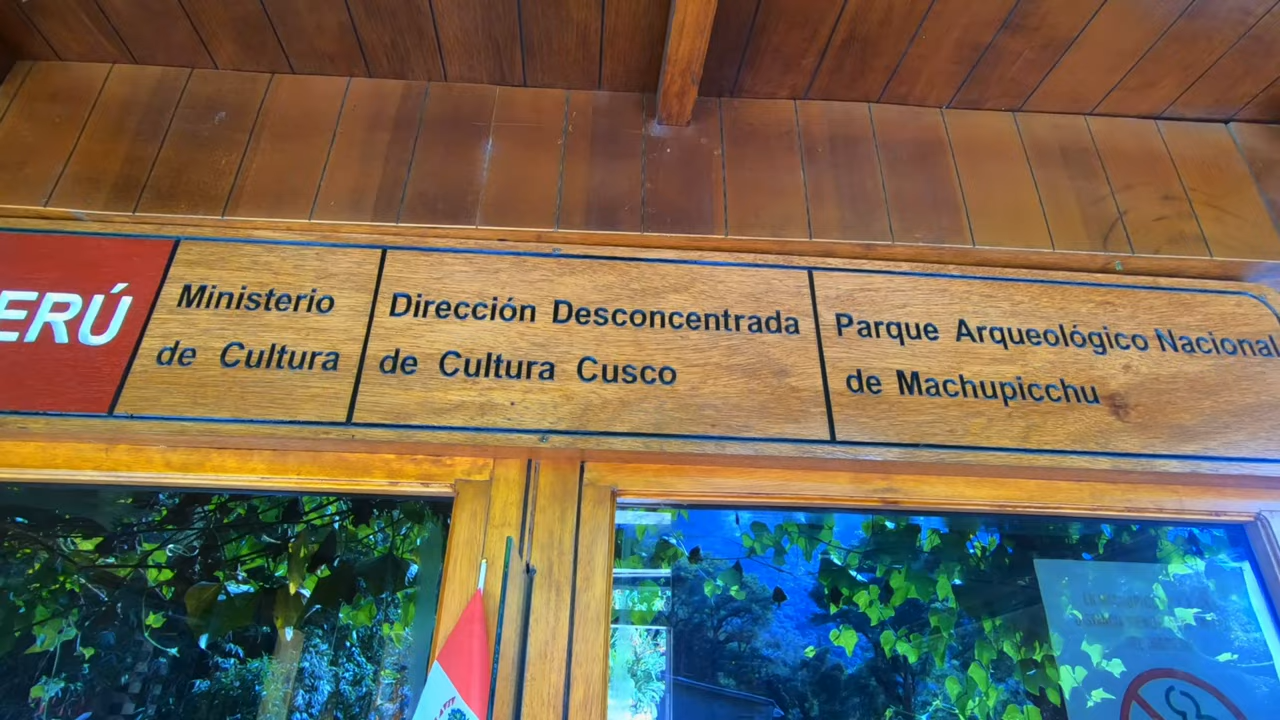 ERÚ
Ministerio
de Cultura
Dirección Desconcentrada
de Cultura Cusco
Parque Arqueológico Nacional
de Machupicchu